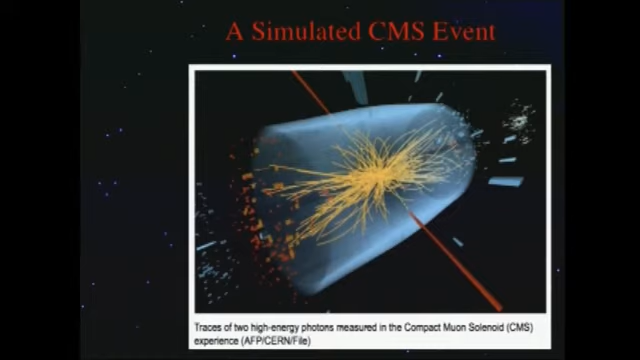 A Simulated CMS Event
Traces of two high-energy photons measured in the Compact Muon Solenoid (CMS)
experience (AFP/CERN/File)